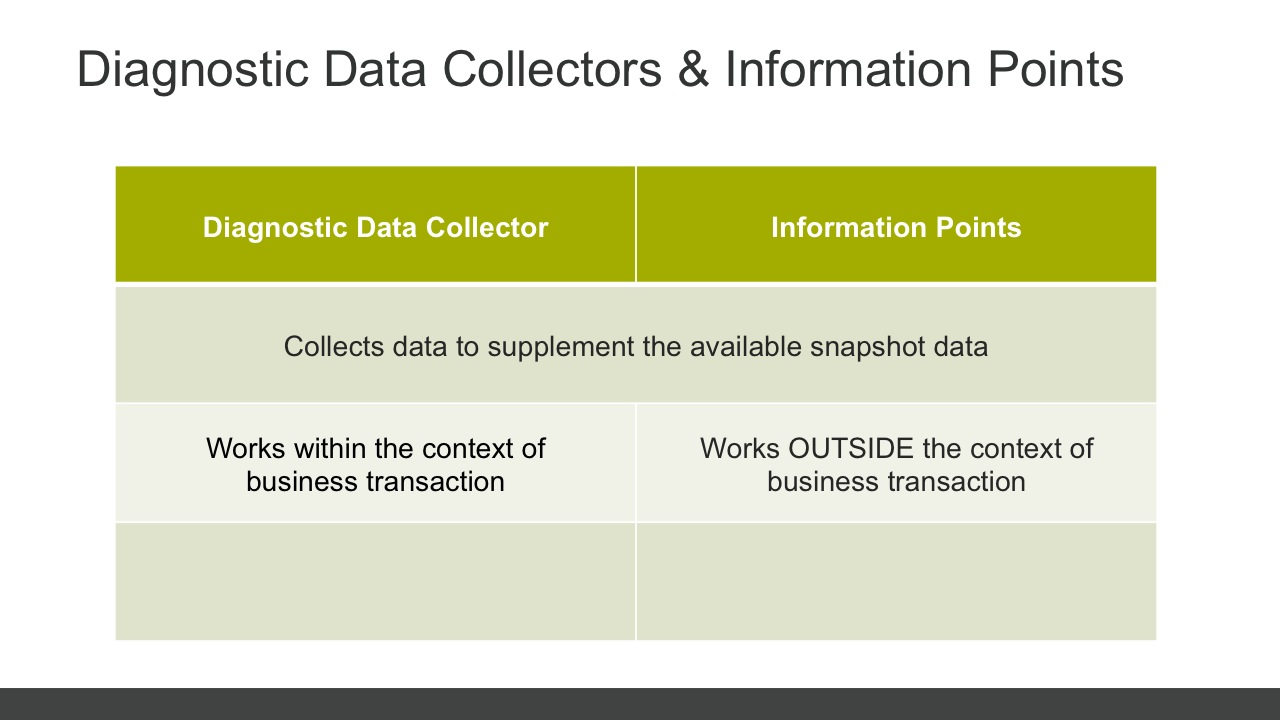 Diagnostic Data Collectors & Information Points
Diagnostic Data Collector
Information Points
Collects data to supplement the available snapshot data
Works within the context of
business transaction
Works OUTSIDE the context of
business transaction